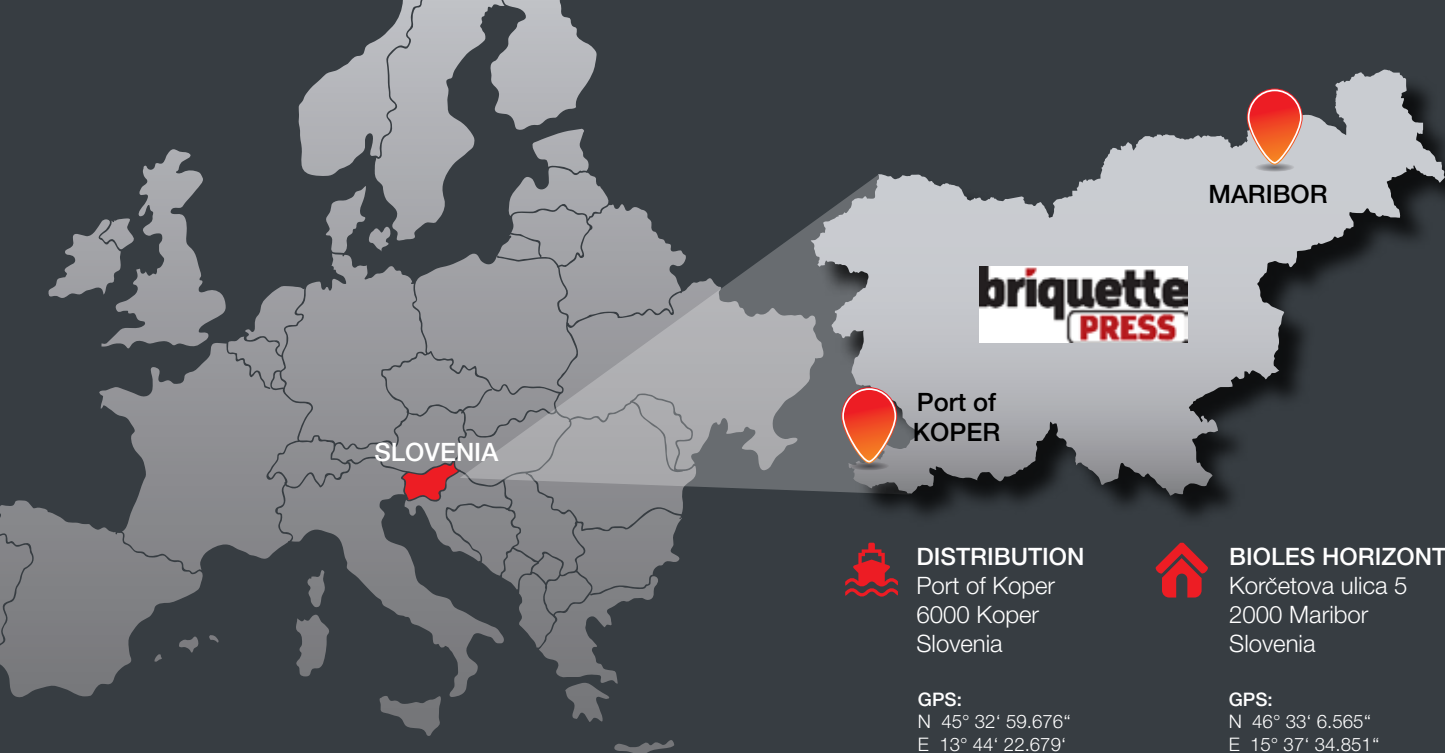 SLOVENIA
MARIBOR
briquette
PRESS
Port of
KOPER
DISTRIBUTION
Port of Koper
6000 Koper
Slovenia
GPS:
N 45° 32‘ 59.676“
E 13° 44‘ 22.679‘
BIOLES HORIZONT
Korčetova ulica 5
2000 Maribor
Slovenia
GPS:
N 46° 33‘ 6.565“
E 15° 37‘ 34.851“